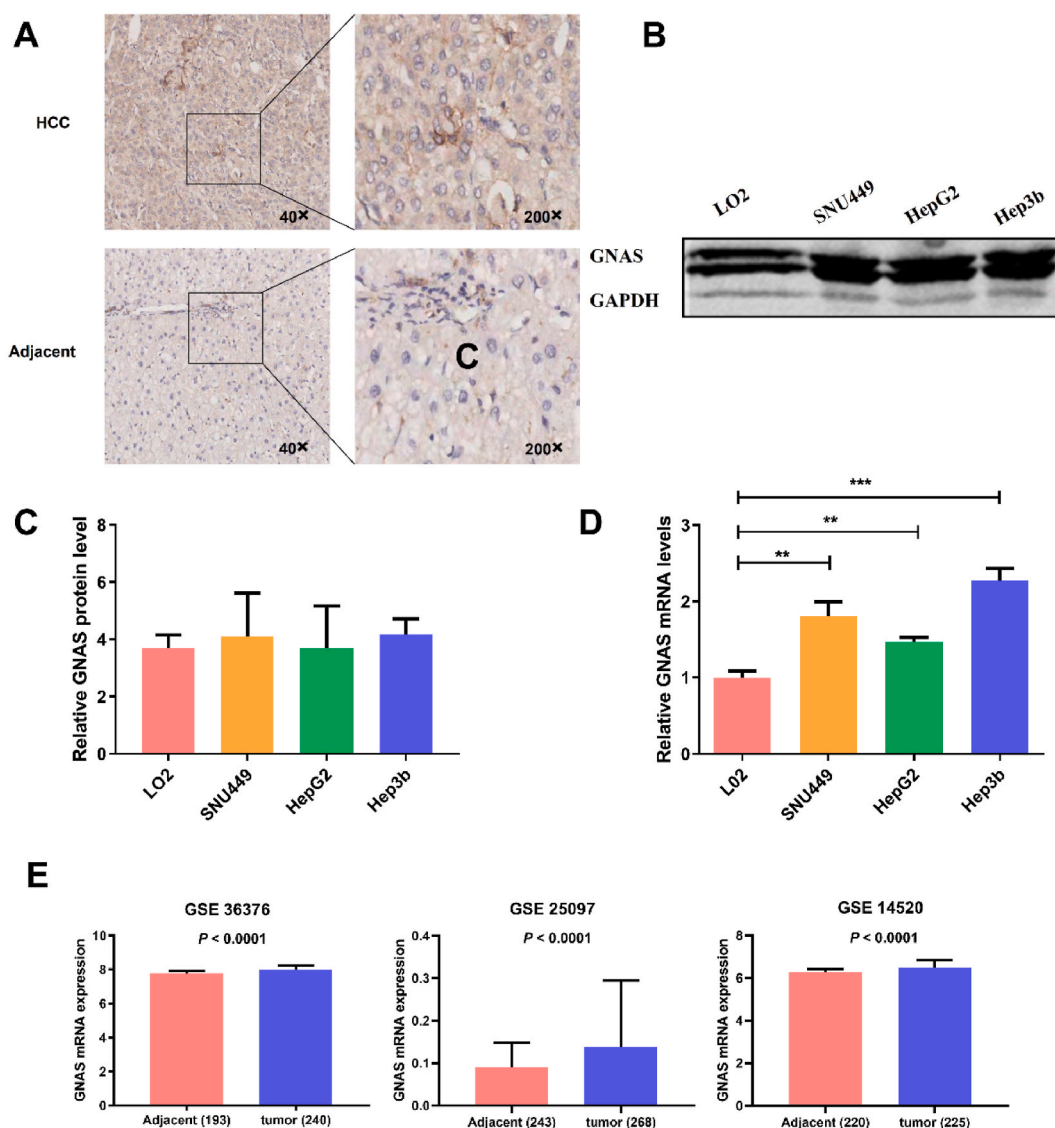 A
HCC
40×
200×
Adjacent
C
40×
200×
B
LO2
SNU449
HepG2
Hep3b
GNAS
GAPDH
C
Relative GNAS protein level
8
6
4
2
0
LO2
SNU449
HepG2
Hep3b
D
Relative GNAS mRNA levels
3
2
1
0
***
**
**
L02
SNU449
HepG2
Hep3b
E
GSE 36376
P < 0.0001
GNAS mRNA expression
10
8
6
4
2
0
Adjacent (193)
tumor (240)
GSE 25097
P < 0.0001
GNAS mRNA expression
0.4
0.3
0.2
0.1
0.0
Adjacent (243)
tumor (268)
GSE 14520
P < 0.0001
GNAS mRNA expression
8
6
4
2
0
Adjacent (220)
tumor (225)